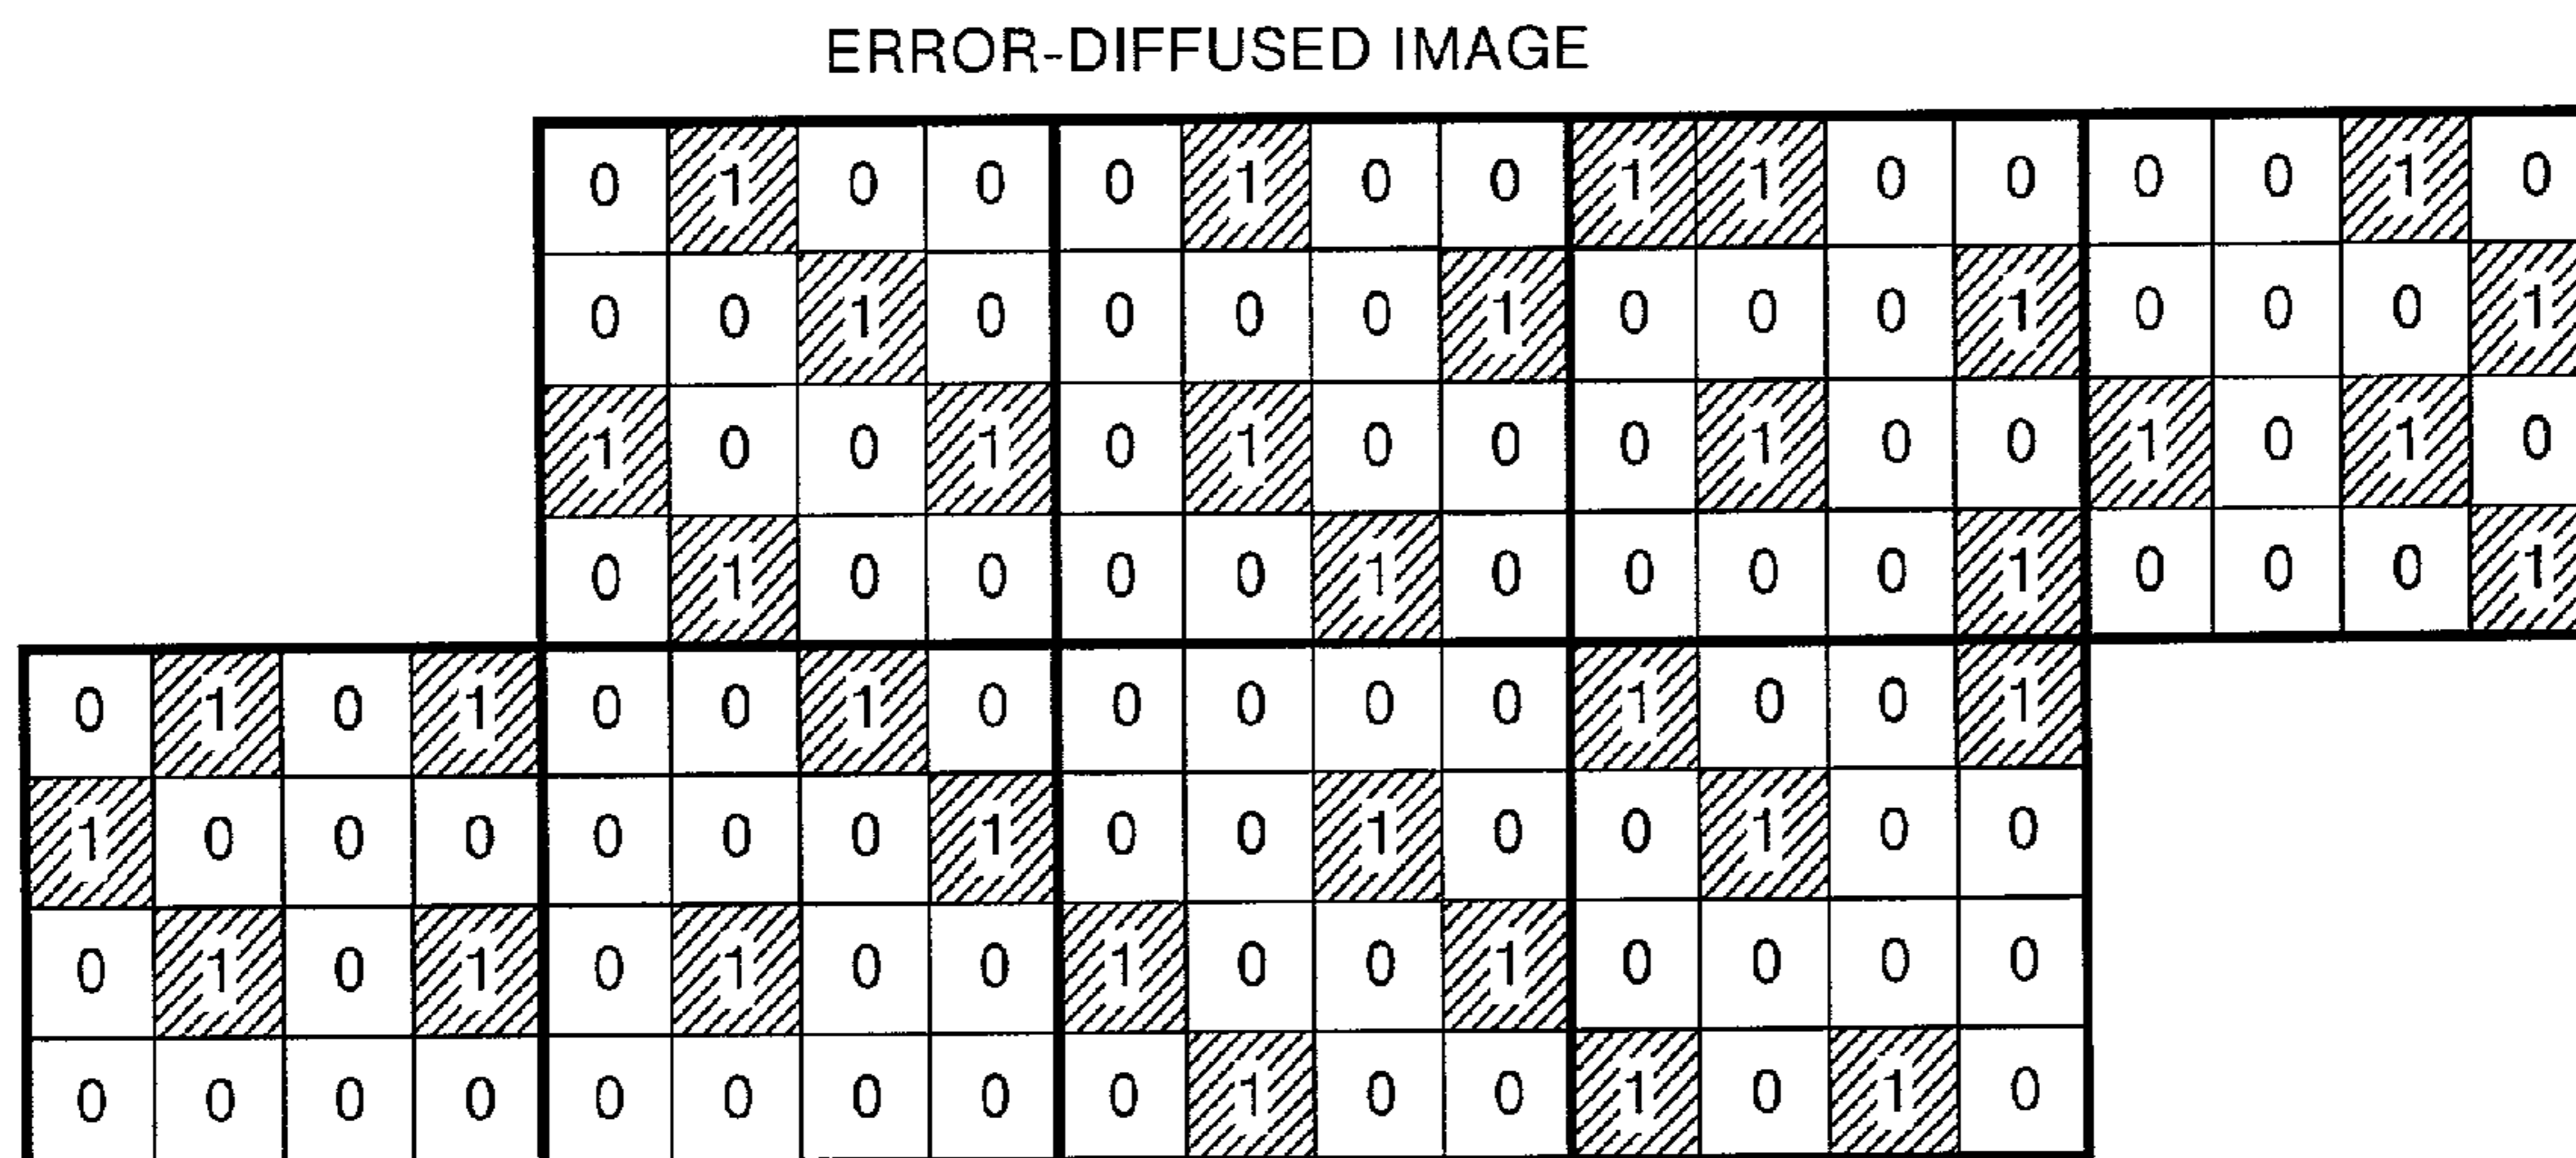 ERROR-DIFFUSED IMAGE
0 1 0 0 0 1 0 0 1 1 0 0 0 0 1 0
0 0 1 0 0 0 0 1 0 0 0 1 0 0 0 1
1 0 0 1 0 1 0 0 0 1 0 0 1 0 1 0
0 1 0 0 0 0 1 0 0 0 0 1 0 0 0 1
0 1 0 1 0 0 1 0 0 0 0 0 1 0 0 1
1 0 0 0 0 0 0 1 0 0 1 0 0 1 0 0
0 1 0 1 0 1 0 0 1 0 0 1 0 0 0 0
0 0 0 0 0 0 0 0 0 1 0 0 1 0 1 0